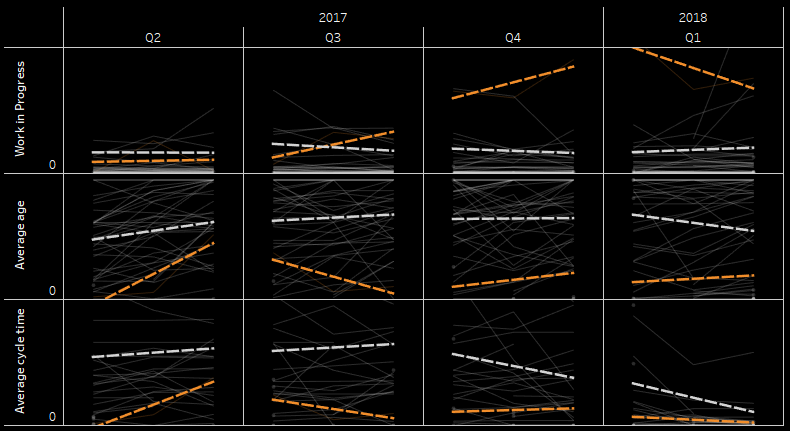 2017
2018
Q2
Q3
Q4
Q1
Work in Progress
0
Average age
0
Average cycle time
0